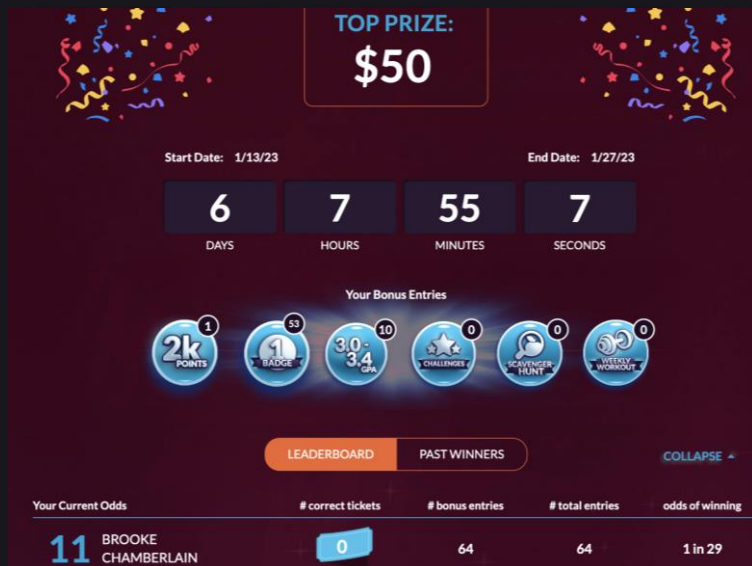 TOP PRIZE:
$50
Start Date: 1/13/23 End Date: 1/27/23
6 7 55 7
DAYS HOURS MINUTES SECONDS
Your Bonus Entries
1 53 10 0 0 0
2k POINTS
1 BADGE
3.0-3.4 GPA
CHALLENGES
SCAVENGER HUNT
WEEKLY WORKOUT
LEADERBOARD PAST WINNERS COLLAPSE
Your Current Odds # correct tickets # bonus entries # total entries odds of winning
11 BROOKE CHAMBERLAIN 0 64 64 1 in 29